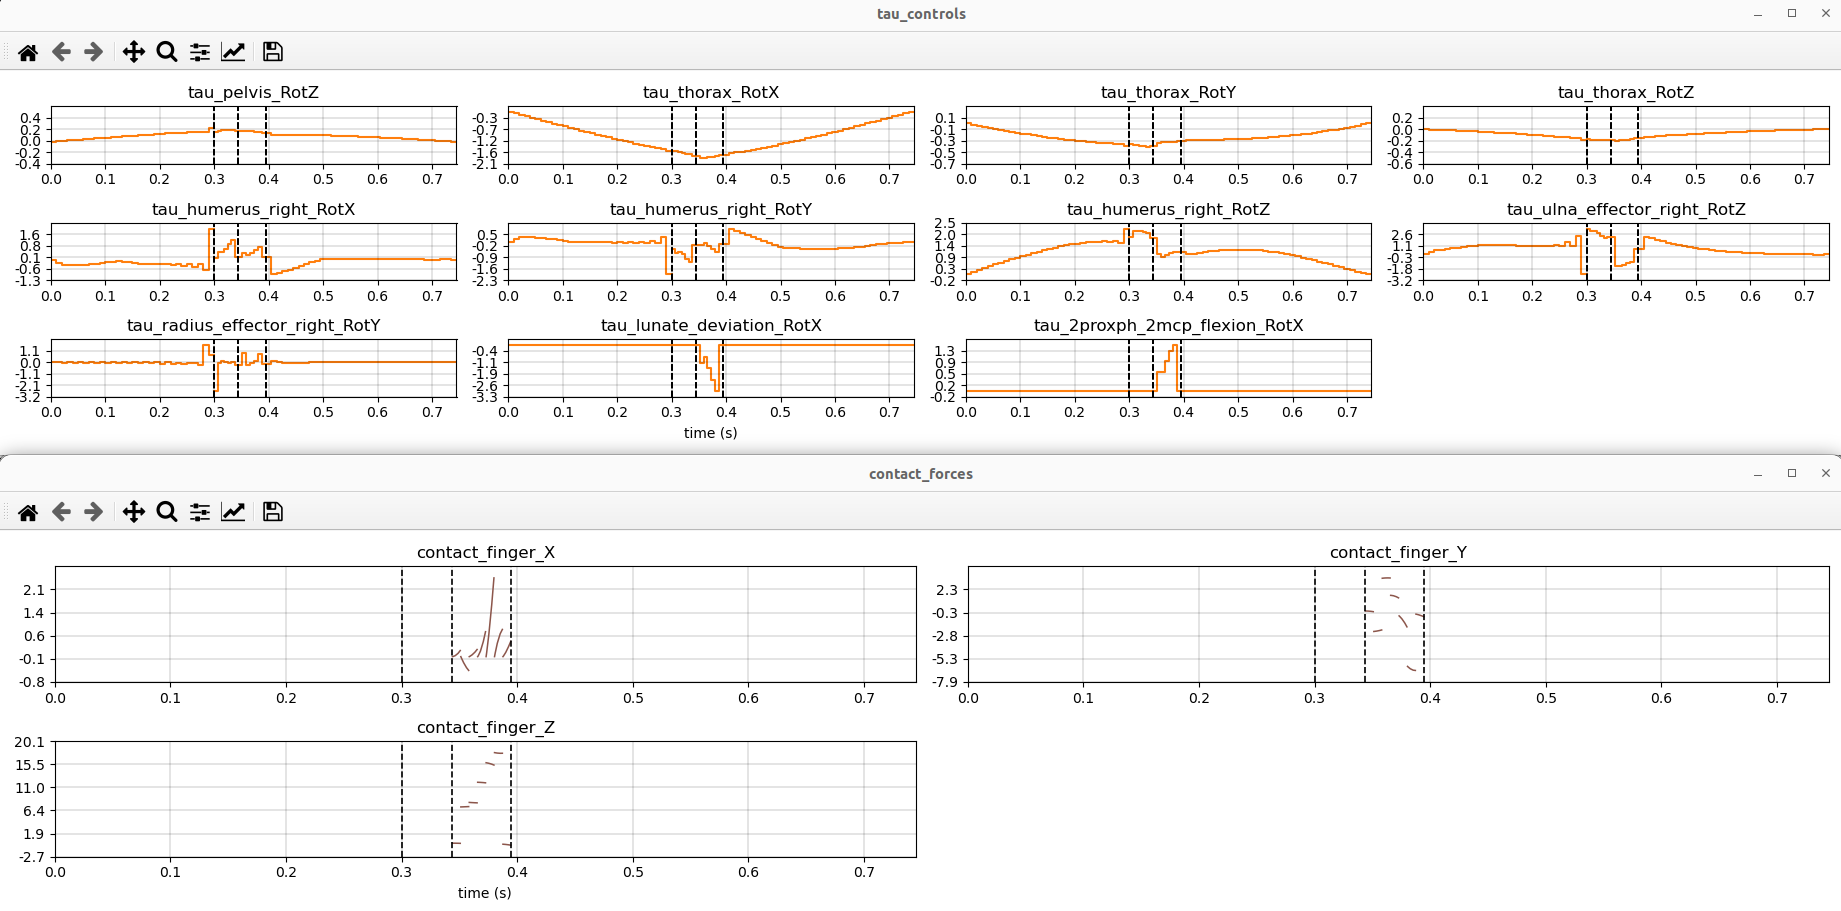 tau_controls
tau_pelvis_RotZ
0.4
0.2
0.0
-0.2
-0.4
0.0 0.1 0.2 0.3 0.4 0.5 0.6 0.7
tau_thorax_RotX
-0.3
-0.7
-1.2
-1.6
-2.1
0.0 0.1 0.2 0.3 0.4 0.5 0.6 0.7
tau_thorax_RotY
0.1
-0.1
-0.3
-0.5
-0.7
0.0 0.1 0.2 0.3 0.4 0.5 0.6 0.7
tau_thorax_RotZ
0.2
0.0
-0.2
-0.4
-0.6
0.0 0.1 0.2 0.3 0.4 0.5 0.6 0.7
tau_humerus_right_RotX
1.6
0.8
0.1
-0.6
-1.3
0.0 0.1 0.2 0.3 0.4 0.5 0.6 0.7
tau_humerus_right_RotY
0.5
-0.2
-0.9
-1.6
-2.3
0.0 0.1 0.2 0.3 0.4 0.5 0.6 0.7
tau_humerus_right_RotZ
2.5
2.0
1.4
0.9
0.3
-0.2
0.0 0.1 0.2 0.3 0.4 0.5 0.6 0.7
tau_ulna_effector_right_RotZ
2.6
1.1
-0.3
-1.8
-3.2
0.0 0.1 0.2 0.3 0.4 0.5 0.6 0.7
tau_radius_effector_right_RotY
1.1
0.0
-1.1
-2.1
-3.2
0.0 0.1 0.2 0.3 0.4 0.5 0.6 0.7
tau_lunate_deviation_RotX
-0.4
-1.1
-1.9
-2.6
-3.3
0.0 0.1 0.2 0.3 0.4 0.5 0.6 0.7
time (s)
tau_2proxph_2mcp_flexion_RotX
1.3
0.9
0.5
0.2
-0.2
0.0 0.1 0.2 0.3 0.4 0.5 0.6 0.7
contact_forces
contact_finger_X
2.1
1.4
0.6
-0.1
-0.8
0.0 0.1 0.2 0.3 0.4 0.5 0.6 0.7
contact_finger_Y
2.3
-0.3
-2.8
-5.3
-7.9
0.0 0.1 0.2 0.3 0.4 0.5 0.6 0.7
contact_finger_Z
20.1
15.5
11.0
6.4
1.9
-2.7
0.0 0.1 0.2 0.3 0.4 0.5 0.6 0.7
time (s)